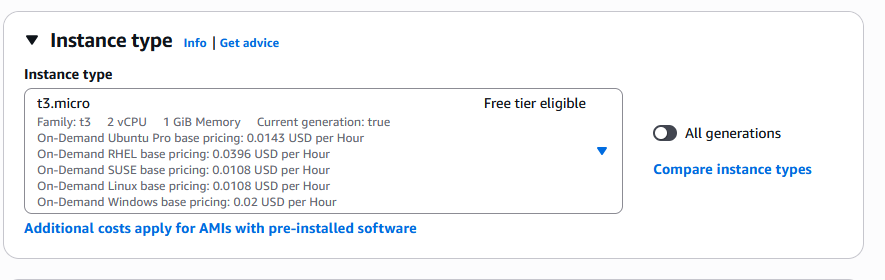 Instance type Info | Get advice
Instance type
t3.micro Free tier eligible
Family: t3 2 vCPU 1 GiB Memory Current generation: true
On-Demand Ubuntu Pro base pricing: 0.0143 USD per Hour
On-Demand RHEL base pricing: 0.0396 USD per Hour
On-Demand SUSE base pricing: 0.0108 USD per Hour
On-Demand Linux base pricing: 0.0108 USD per Hour
On-Demand Windows base pricing: 0.02 USD per Hour
All generations
Compare instance types
Additional costs apply for AMIs with pre-installed software